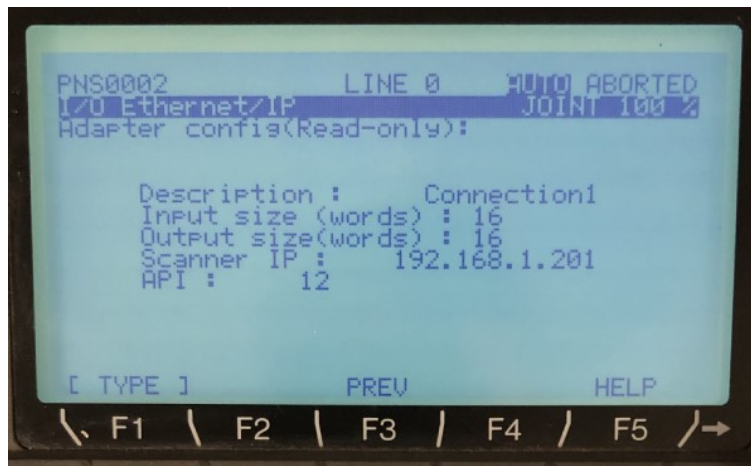 PNS0002 LINE 0 AUTO ABORTED
I/O Ethernet/IP JOINT 100 %
Adapter config(Read-only):
Description : Connection1
Input size (words) : 16
Output size(words) : 16
Scanner IP : 192.168.1.201
API : 12
[ TYPE ] PREV HELP
F1 F2 F3 F4 F5